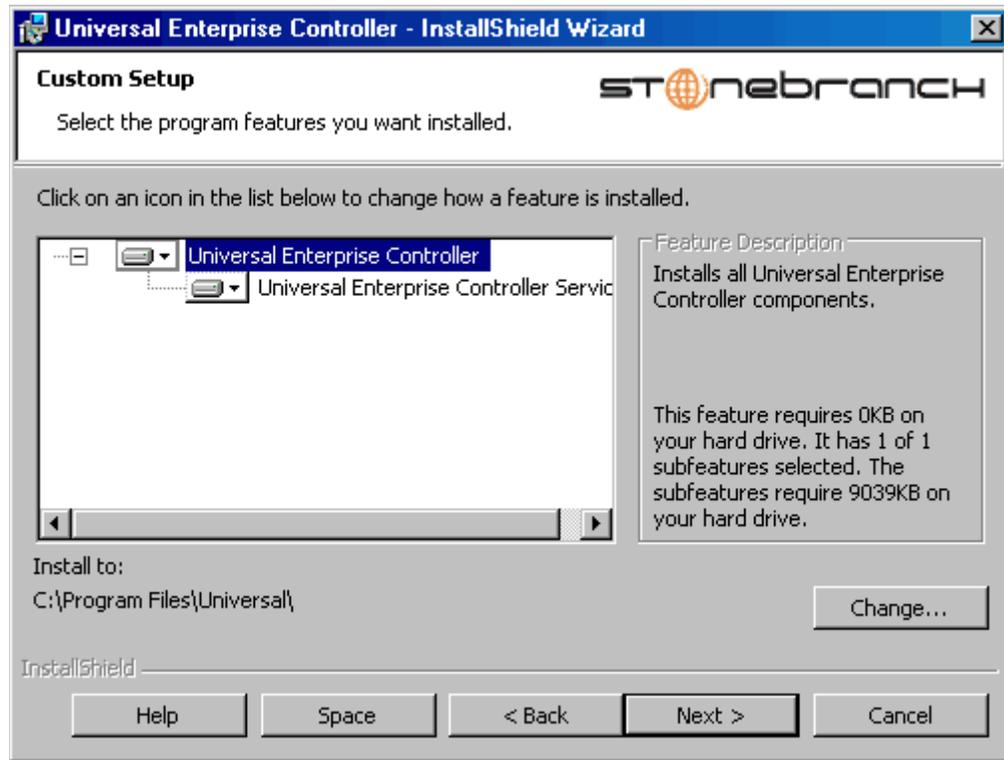 Universal Enterprise Controller - InstallShield Wizard
Custom Setup
STONEBRANCH
Select the program features you want installed.
Click on an icon in the list below to change how a feature is installed.
Universal Enterprise Controller
Universal Enterprise Controller Servic
Feature Description
Installs all Universal Enterprise
Controller components.
This feature requires 0KB on
your hard drive. It has 1 of 1
subfeatures selected. The
subfeatures require 9039KB on
your hard drive.
Install to:
C:\Program Files\Universal\
Change...
InstallShield
Help
Space
< Back
Next >
Cancel